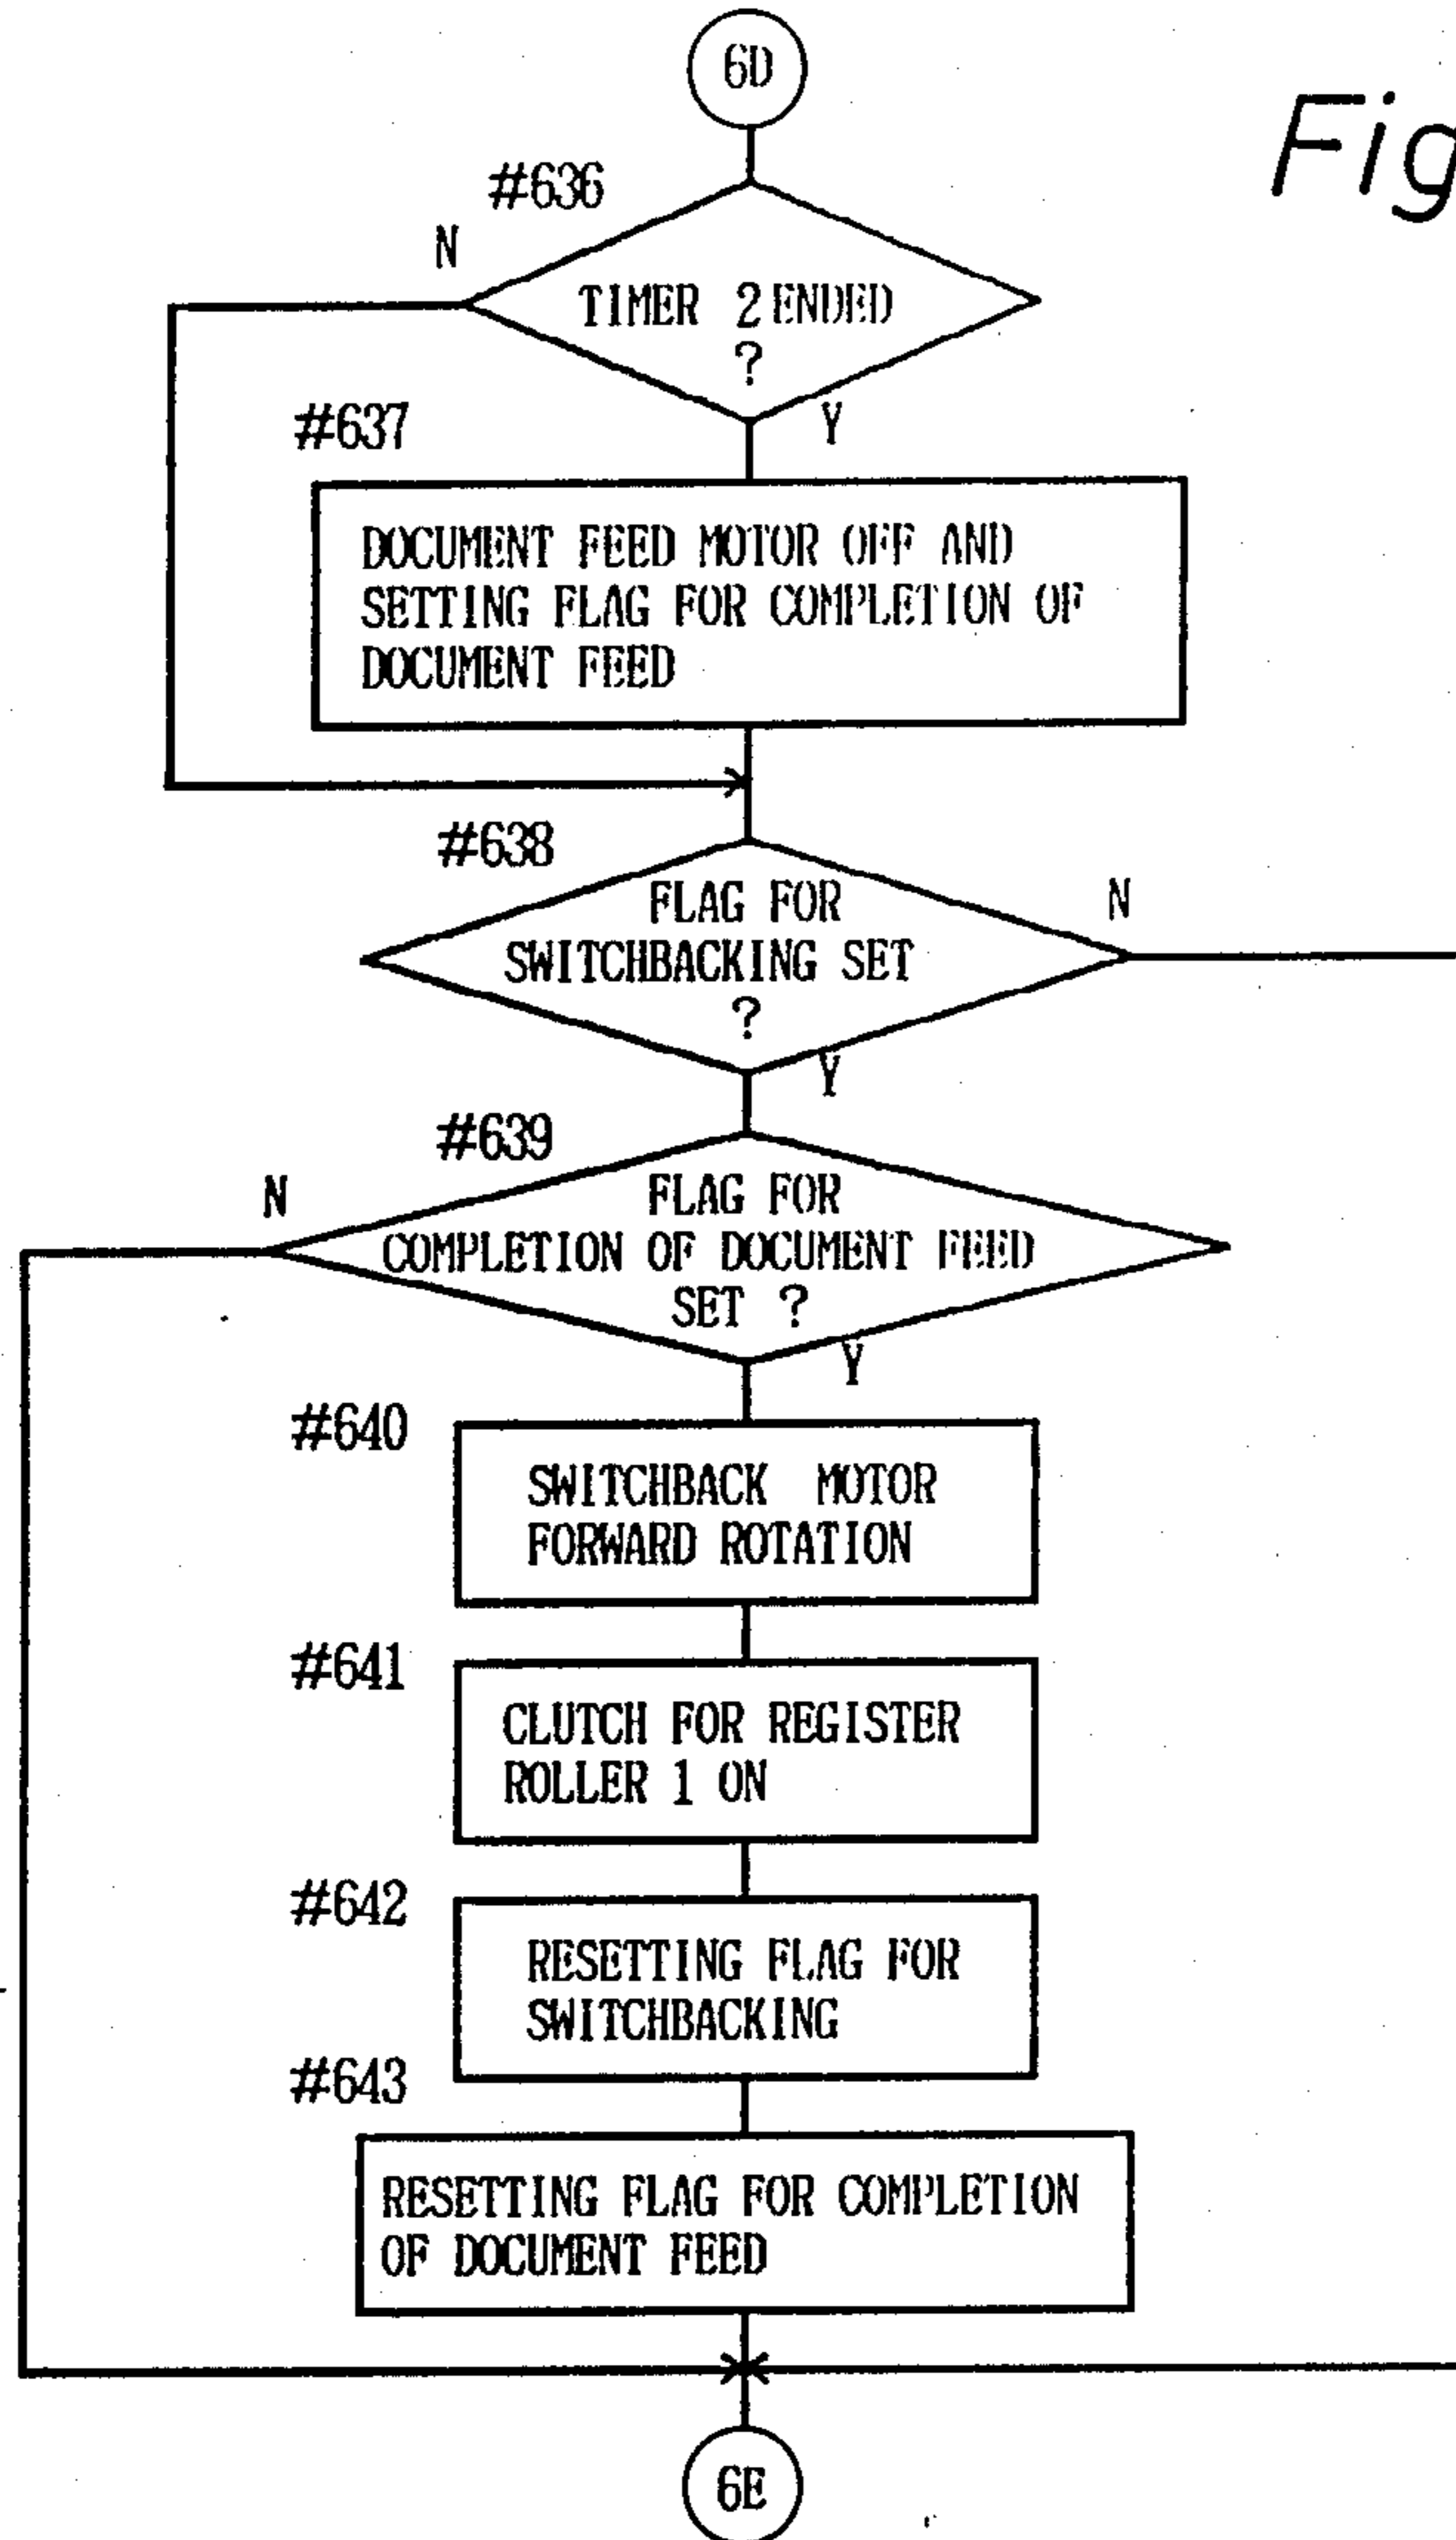 6D
Fig
#636
N
TIMER 2 ENDED
?
Y
#637
DOCUMENT FEED MOTOR OFF AND
SETTING FLAG FOR COMPLETION OF
DOCUMENT FEED
#638
FLAG FOR
SWITCHBACKING SET
?
N
Y
#639
N
FLAG FOR
COMPLETION OF DOCUMENT FEED
SET ?
Y
#640
SWITCHBACK MOTOR
FORWARD ROTATION
#641
CLUTCH FOR REGISTER
ROLLER 1 ON
#642
RESETTING FLAG FOR
SWITCHBACKING
#643
RESETTING FLAG FOR COMPLETION
OF DOCUMENT FEED
6E